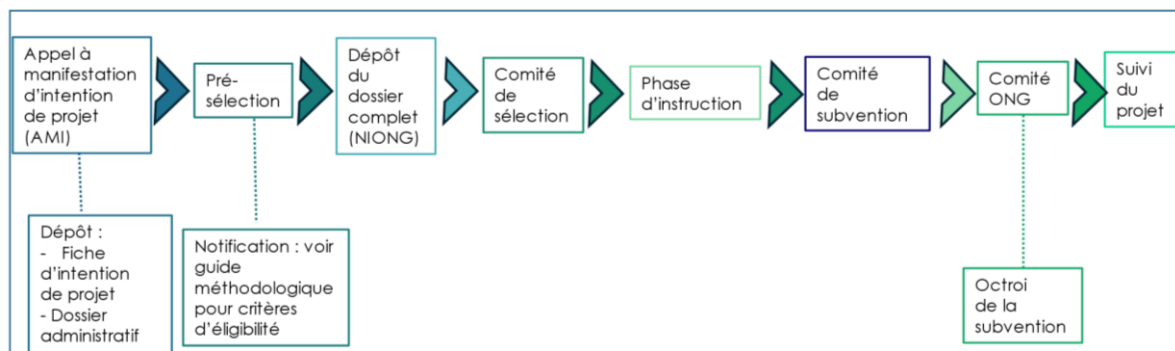 Appel à
manifestation
d'intention
de projet
(AMI)
Pré-
sélection
Dépôt
du
dossier
complet
(NIONG)
Comité
de
sélection
Phase
d'instruction
Comité
de
subvention
Comité
ONG
Suivi
du
projet
Dépôt :
- Fiche
d'intention
de projet
- Dossier
administratif
Notification : voir
guide
méthodologique
pour critères
d'éligibilité
Octroi
de la
subvention